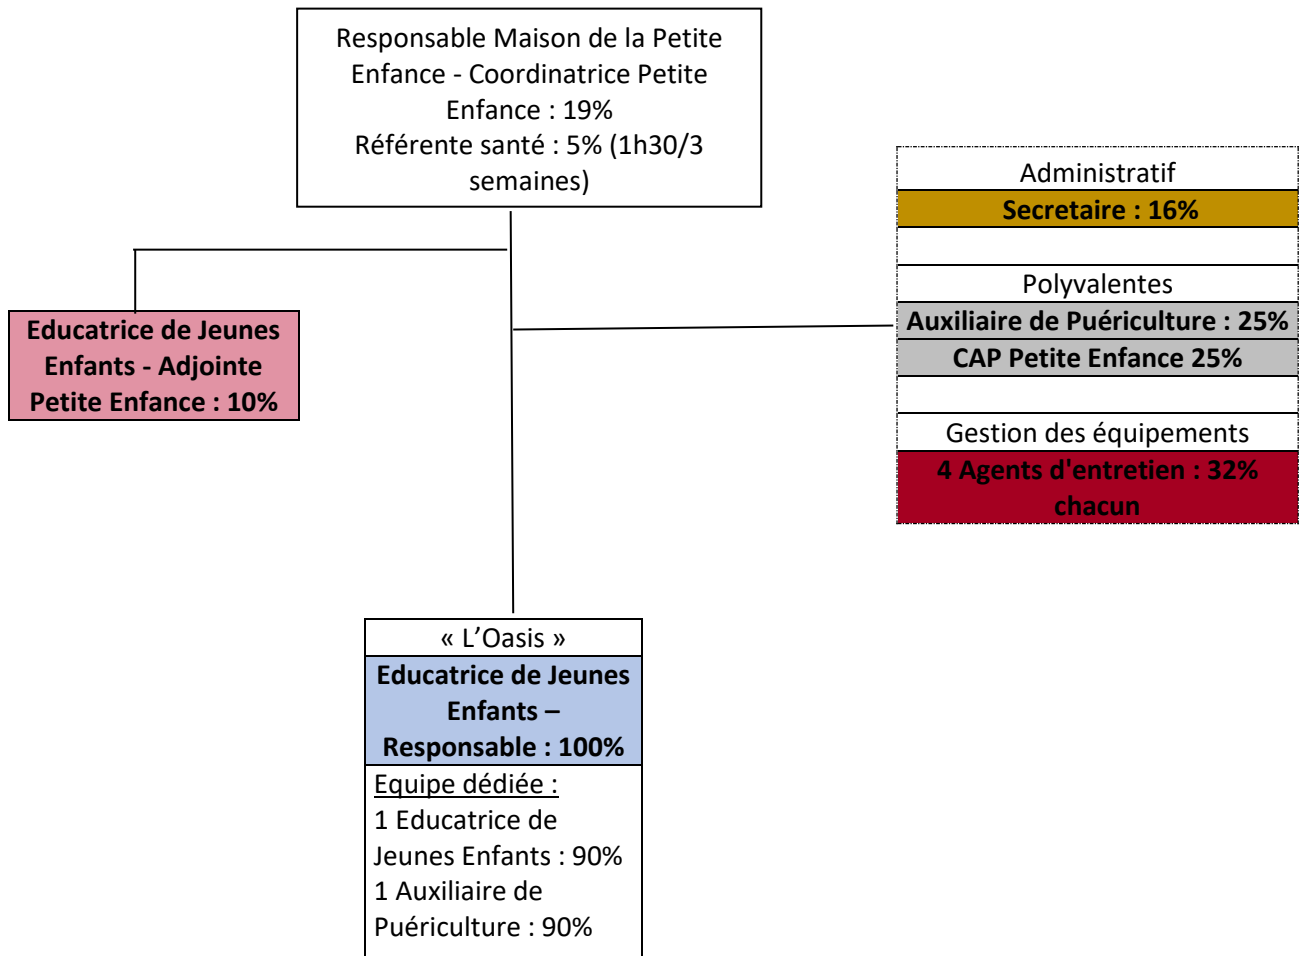 Responsable Maison de la Petite
Enfance - Coordinatrice Petite
Enfance : 19%
Référente santé : 5% (1h30/3
semaines)
Administratif
Secretaire : 16%
Polyvalentes
Auxiliaire de Puériculture : 25%
CAP Petite Enfance 25%
Gestion des équipements
4 Agents d'entretien : 32%
chacun
Educatrice de Jeunes
Enfants - Adjointe
Petite Enfance : 10%
« L’Oasis »
Educatrice de Jeunes
Enfants –
Responsable : 100%
Equipe dédiée :
1 Educatrice de
Jeunes Enfants : 90%
1 Auxiliaire de
Puériculture : 90%